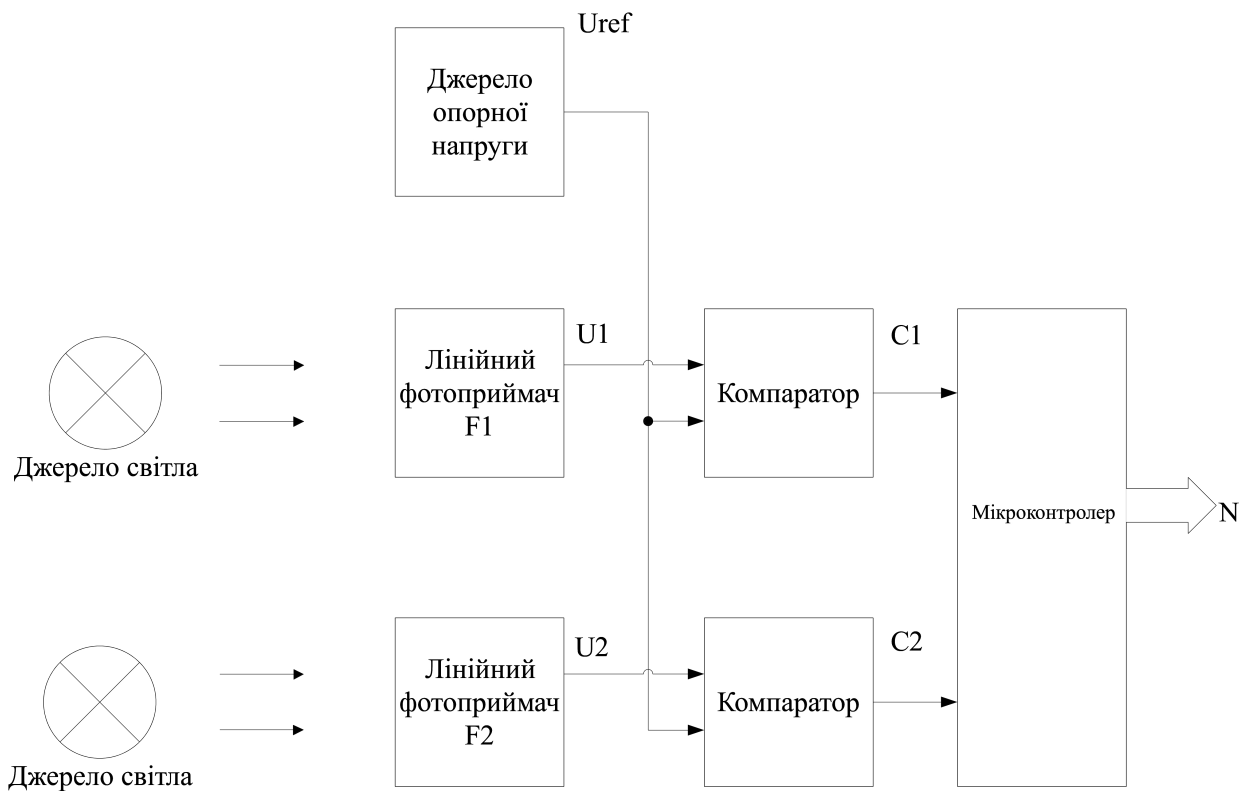 Uref
Джерело
опорної
напруги
U1
C1
Лінійний
фотоприймач
F1
Компаратор
Джерело світла
Мікроконтролер
N
U2
C2
Лінійний
фотоприймач
F2
Компаратор
Джерело світла